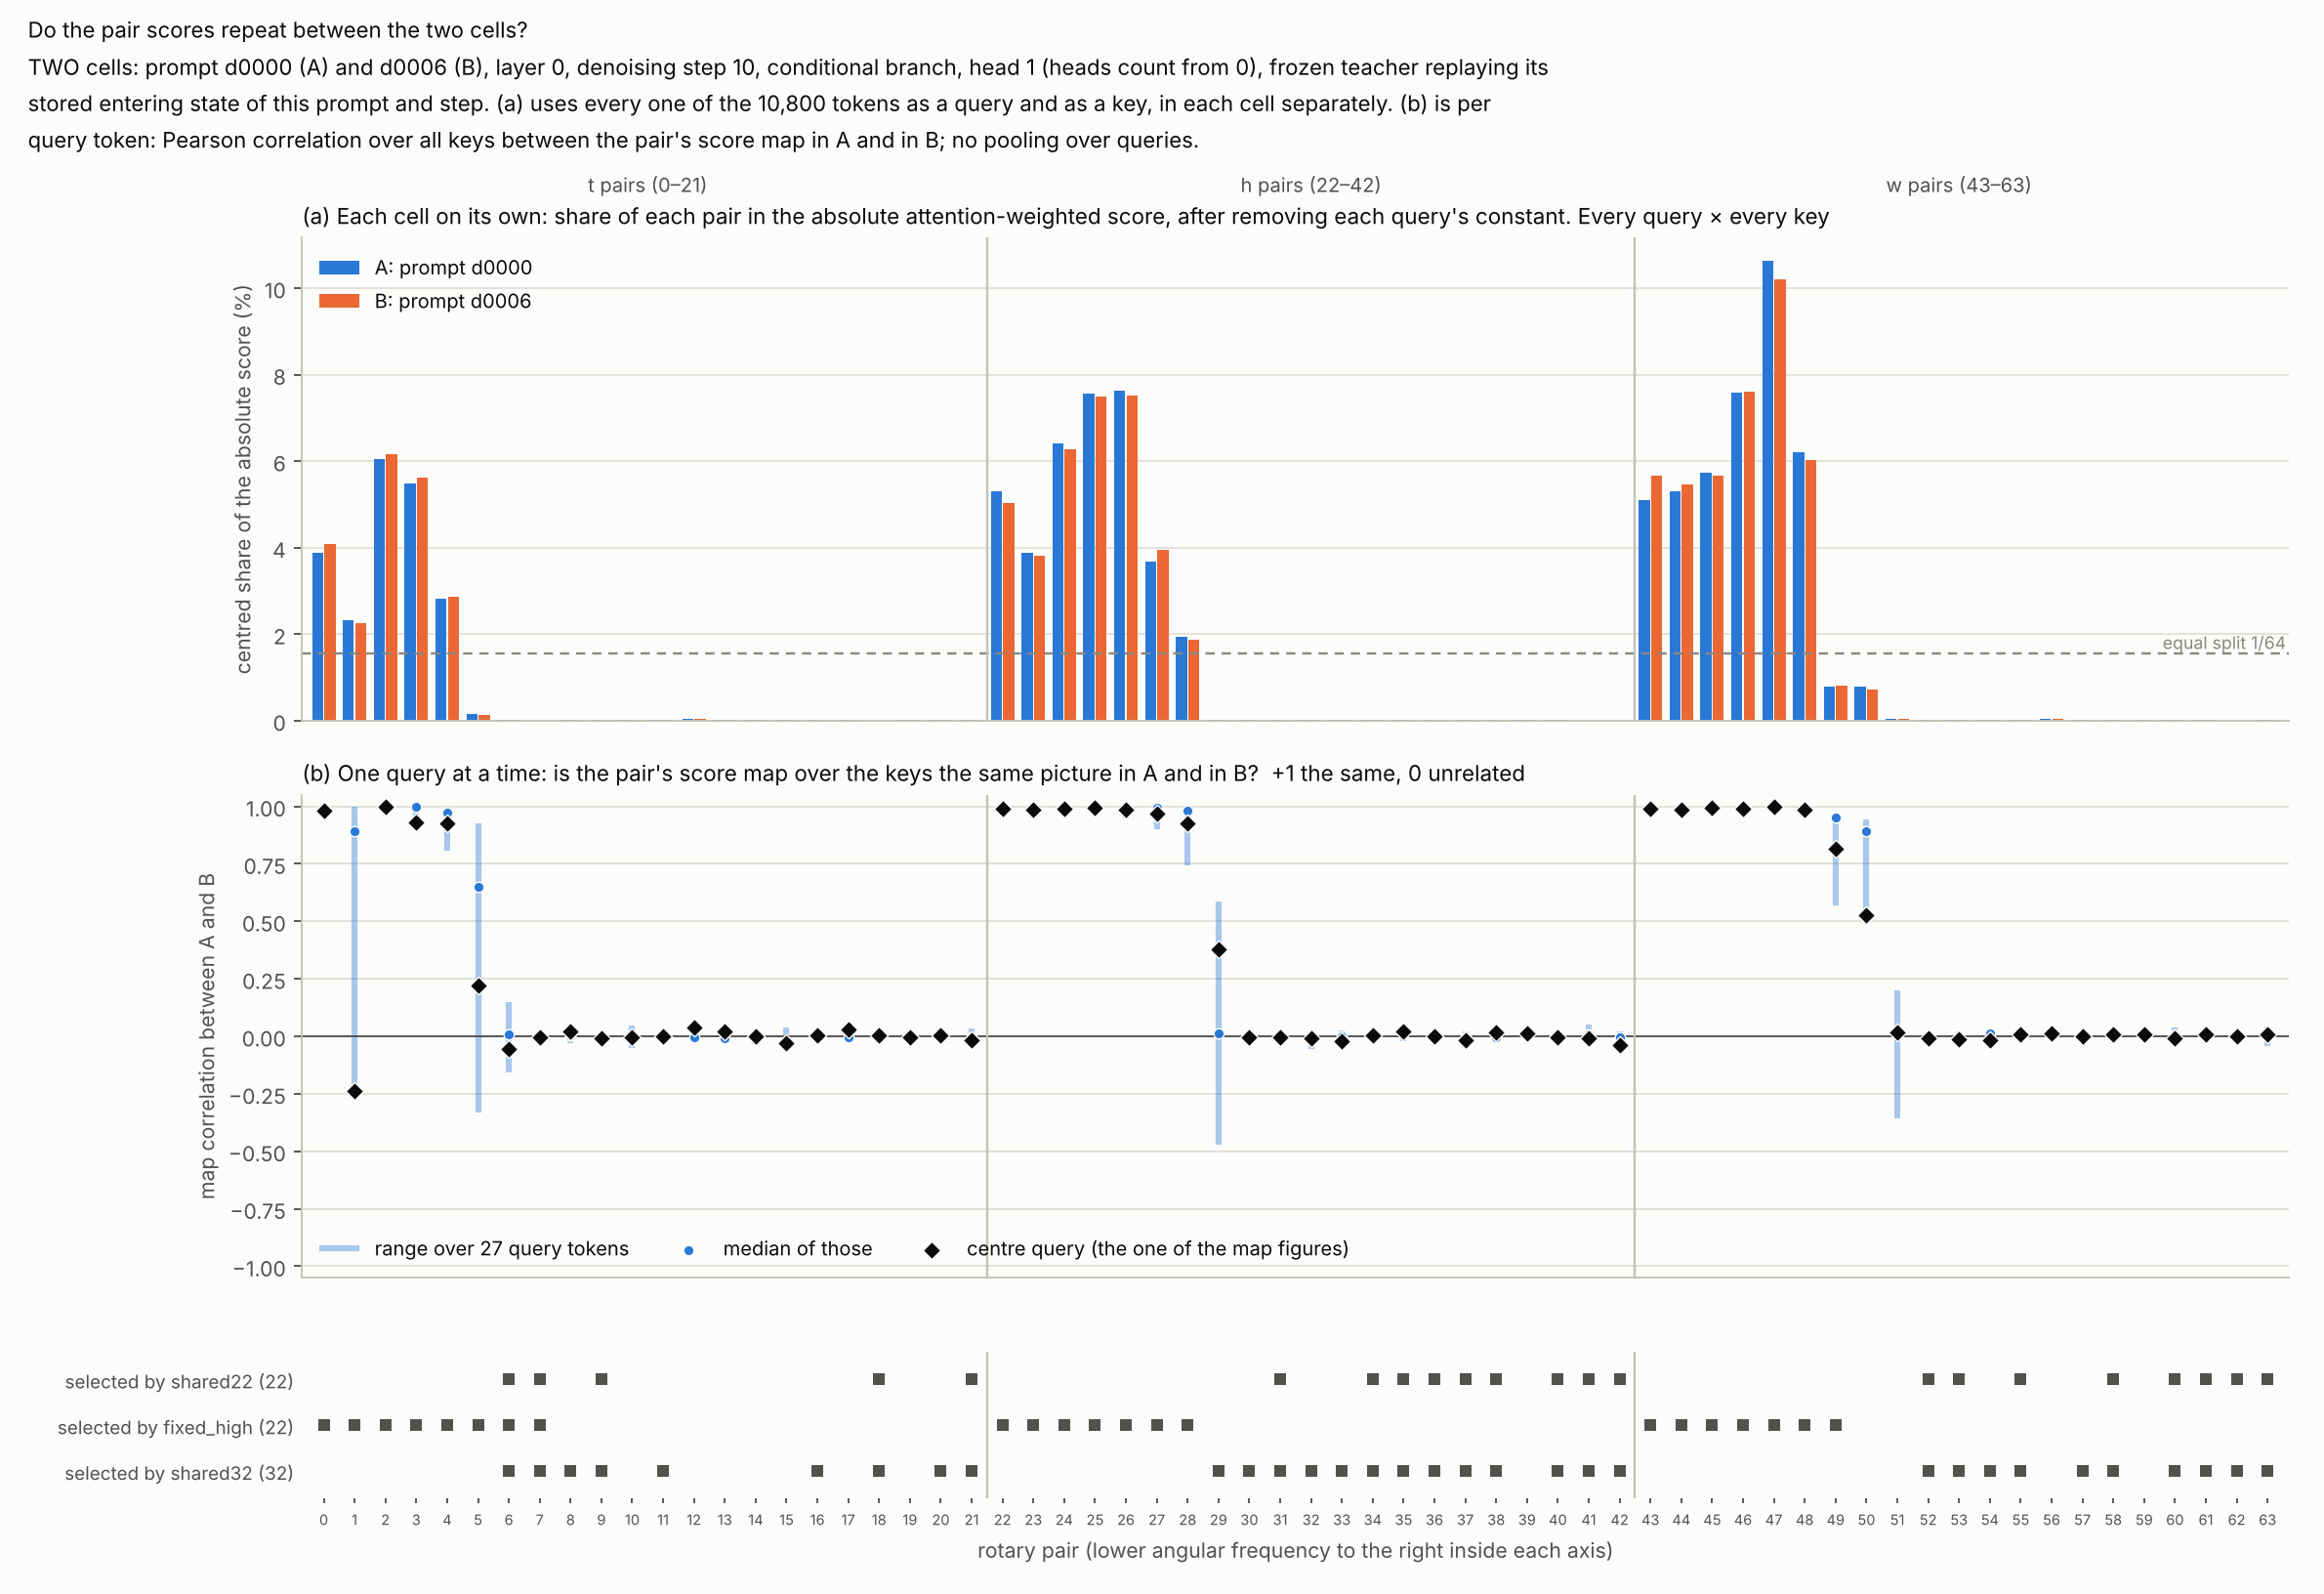 Do the pair scores repeat between the two cells?
TWO cells: prompt d0000 (A) and d0006 (B), layer 0, denoising step 10, conditional branch, head 1 (heads count from 0), frozen teacher replaying its
stored entering state of this prompt and step. (a) uses every one of the 10,800 tokens as a query and as a key, in each cell separately. (b) is per
query token: Pearson correlation over all keys between the pair's score map in A and in B; no pooling over queries.
t pairs (0–21) h pairs (22–42) w pairs (43–63)
(a) Each cell on its own: share of each pair in the absolute attention-weighted score, after removing each query's constant. Every query × every key
centred share of the absolute score (%)
10
8
6
4
2
0
A: prompt d0000
B: prompt d0006
equal split 1/64
(b) One query at a time: is the pair's score map over the keys the same picture in A and in B? +1 the same, 0 unrelated
map correlation between A and B
1.00
0.75
0.50
0.25
0.00
−0.25
−0.50
−0.75
−1.00
range over 27 query tokens median of those centre query (the one of the map figures)
selected by shared22 (22)
selected by fixed_high (22)
selected by shared32 (32)
0 1 2 3 4 5 6 7 8 9 10 11 12 13 14 15 16 17 18 19 20 21 22 23 24 25 26 27 28 29 30 31 32 33 34 35 36 37 38 39 40 41 42 43 44 45 46 47 48 49 50 51 52 53 54 55 56 57 58 59 60 61 62 63
rotary pair (lower angular frequency to the right inside each axis)